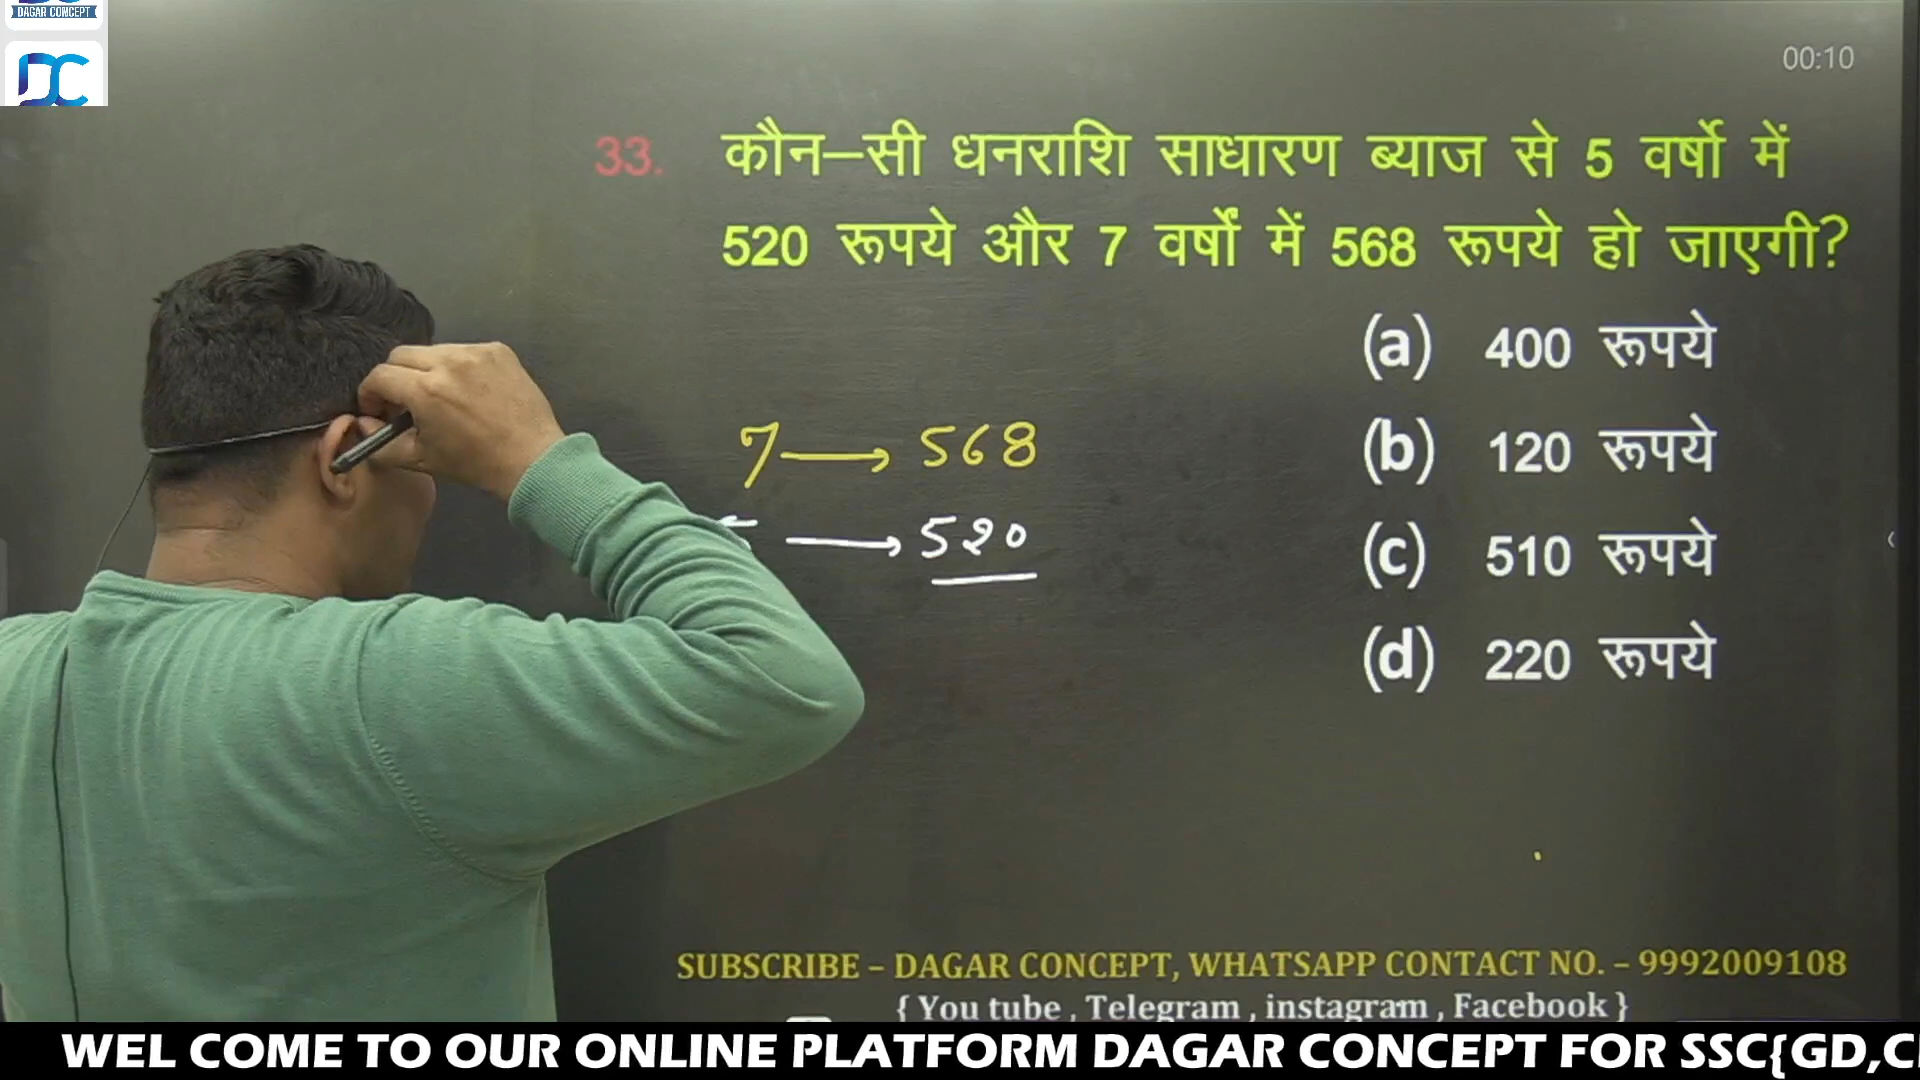 DAGAR CONCEPT
DC
00:10
33. कौन–सी धनराशि साधारण ब्याज से 5 वर्षो में
520 रूपये और 7 वर्षों में 568 रूपये हो जाएगी?
(a) 400 रूपये
(b) 120 रूपये
(c) 510 रूपये
(d) 220 रूपये
7 → 568
→ 520
SUBSCRIBE – DAGAR CONCEPT, WHATSAPP CONTACT NO. – 9992009108
{ You tube , Telegram , instagram , Facebook }
WEL COME TO OUR ONLINE PLATFORM DAGAR CONCEPT FOR SSC{GD,C